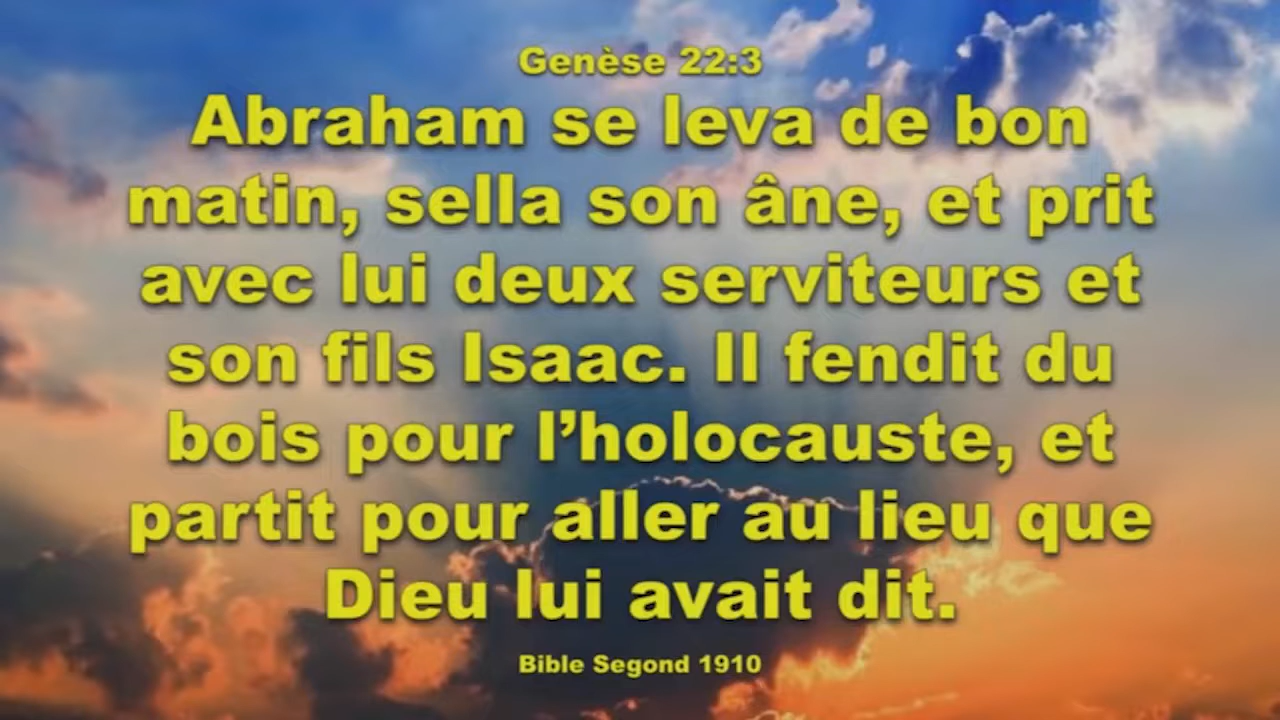 Genèse 22:3
Abraham se leva de bon
matin, sella son âne, et prit
avec lui deux serviteurs et
son fils Isaac. Il fendit du
bois pour l’holocauste, et
partit pour aller au lieu que
Dieu lui avait dit.
Bible Segond 1910